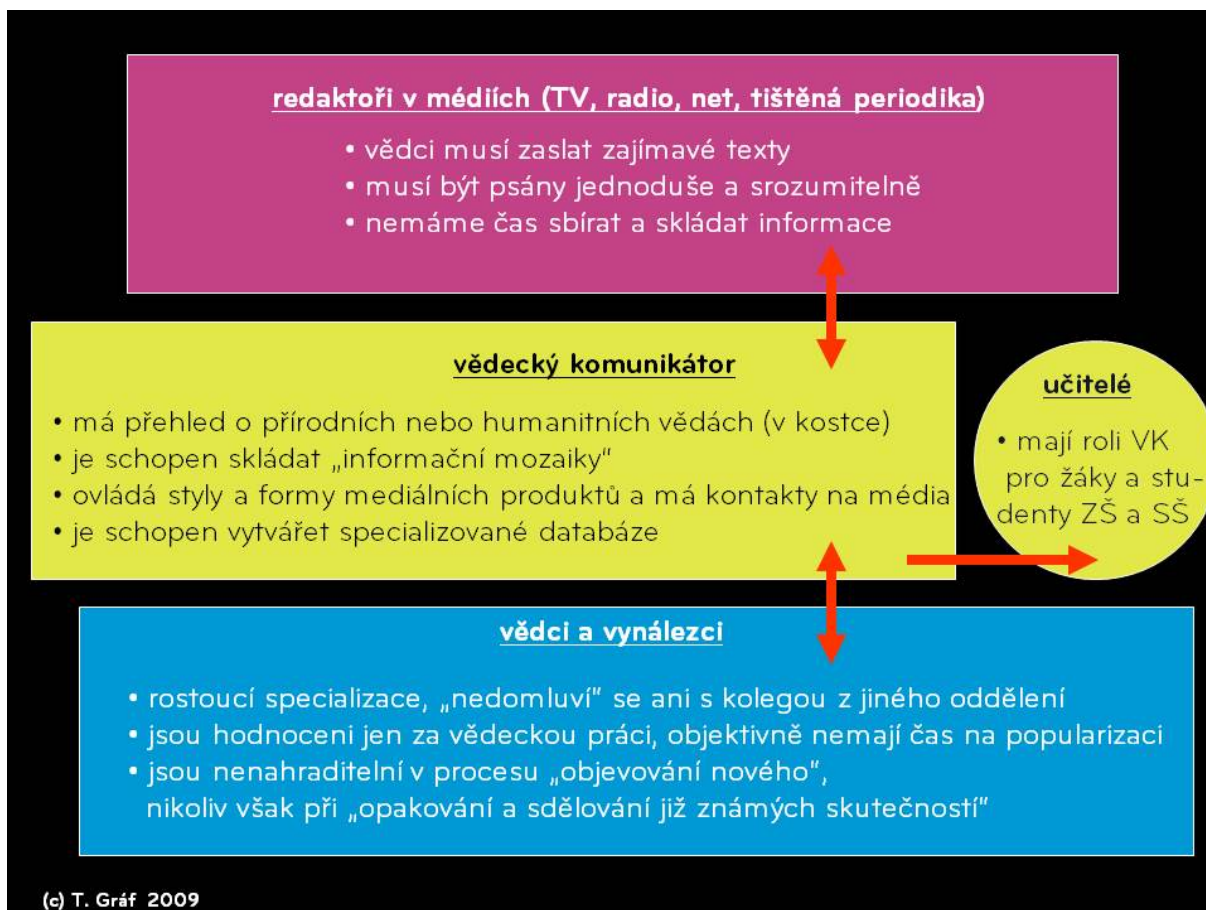 redaktoři v médiích (TV, radio, net, tištěná periodika)
• vědci musí zaslat zajímavé texty
• musí být psány jednoduše a srozumitelně
• nemáme čas sbírat a skládat informace
vědecký komunikátor
• má přehled o přírodních nebo humanitních vědách (v kostce)
• je schopen skládat „informační mozaiky“
• ovládá styly a formy mediálních produktů a má kontakty na média
• je schopen vytvářet specializované databáze
učitelé
• mají roli VK
pro žáky a stu-
denty ZŠ a SŠ
vědci a vynálezci
• rostoucí specializace, „nedomluví“ se ani s kolegou z jiného oddělení
• jsou hodnoceni jen za vědeckou práci, objektivně nemají čas na popularizaci
• jsou nenahraditelní v procesu „objevování nového“,
nikoliv však při „opakování a sdělování již známých skutečností“
(c) T. Gráf 2009